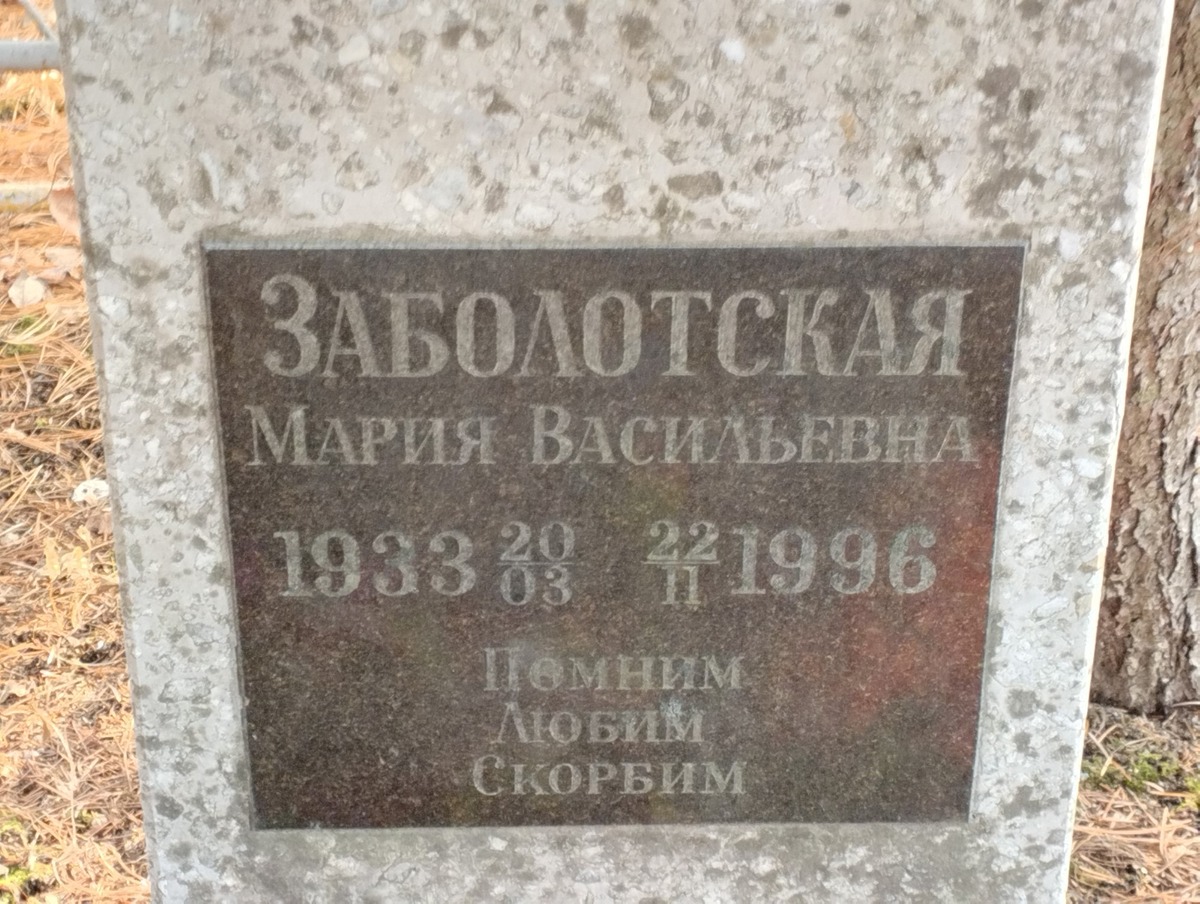 Заболотская
Мария Васильевна
1933 20/03 22/11 1996
Помним
Любим
Скорбим